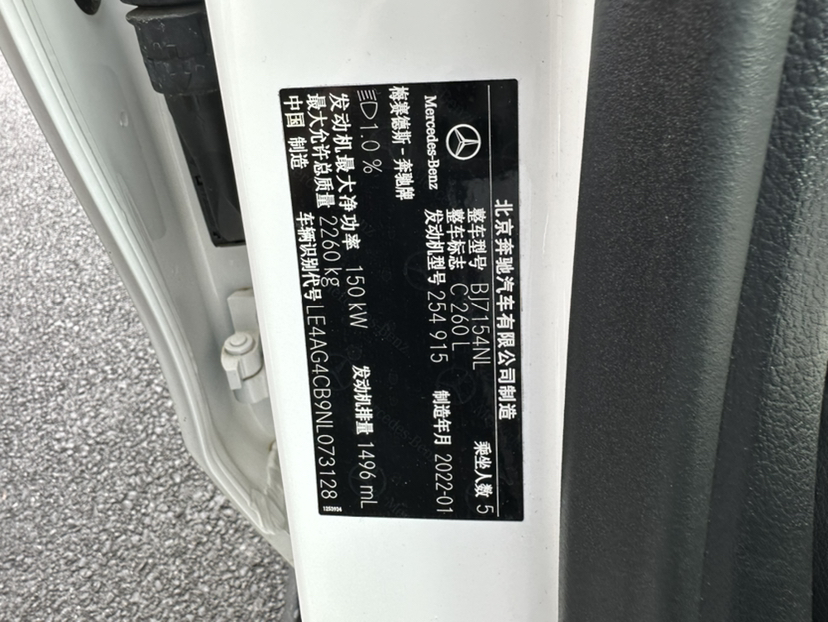 北京奔驰汽车有限公司制造
Mercedes-Benz
梅赛德斯-奔驰牌
整车型号 BJ7154NL 乘坐人数 5
整车标志 C 260 L
发动机型号 254 915 制造年月 2022-01
1.0 %
发动机最大净功率 150 kW 发动机排量 1496 mL
最大允许总质量 2260 kg
中国 制造 车辆识别代号 LE4AG4CB9NL073128